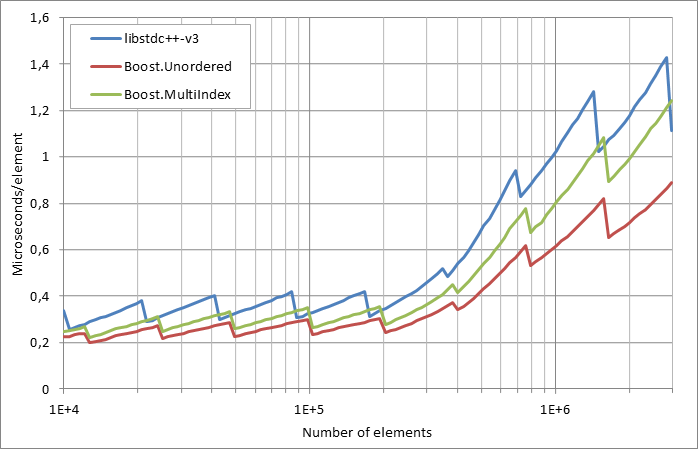 1,6
1,4
1,2
1
0,8
0,6
0,4
0,2
0
Microseconds/element
libstdc++-v3
Boost.Unordered
Boost.MultiIndex
1E+4
1E+5
1E+6
Number of elements